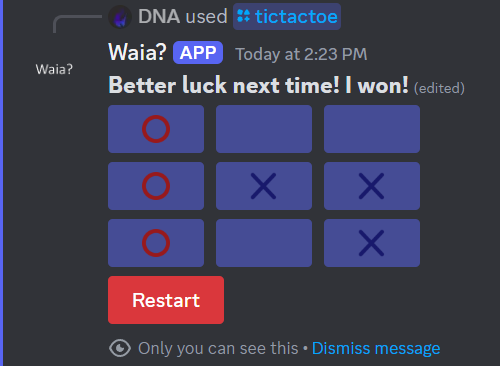 DNA used tictactoe
Waia?
Waia? APP Today at 2:23 PM
Better luck next time! I won! (edited)
Restart
Only you can see this • Dismiss message